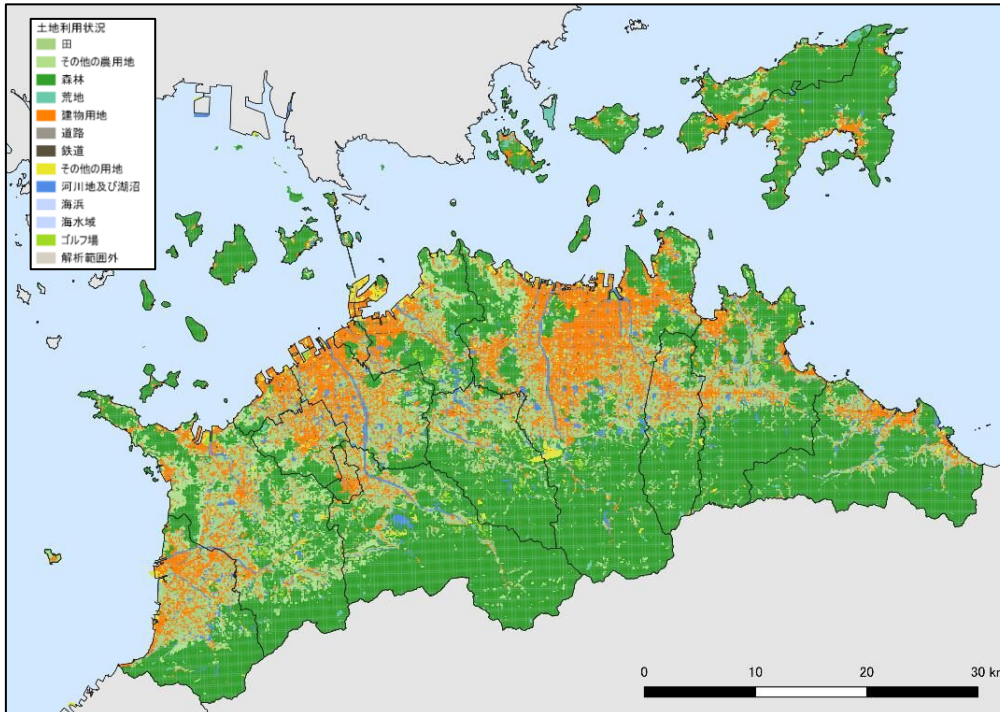 土地利用状況
田
その他の農用地
森林
荒地
建物用地
道路
鉄道
その他の用地
河川地及び湖沼
海浜
海水域
ゴルフ場
解析範囲外
0 10 20 30 km